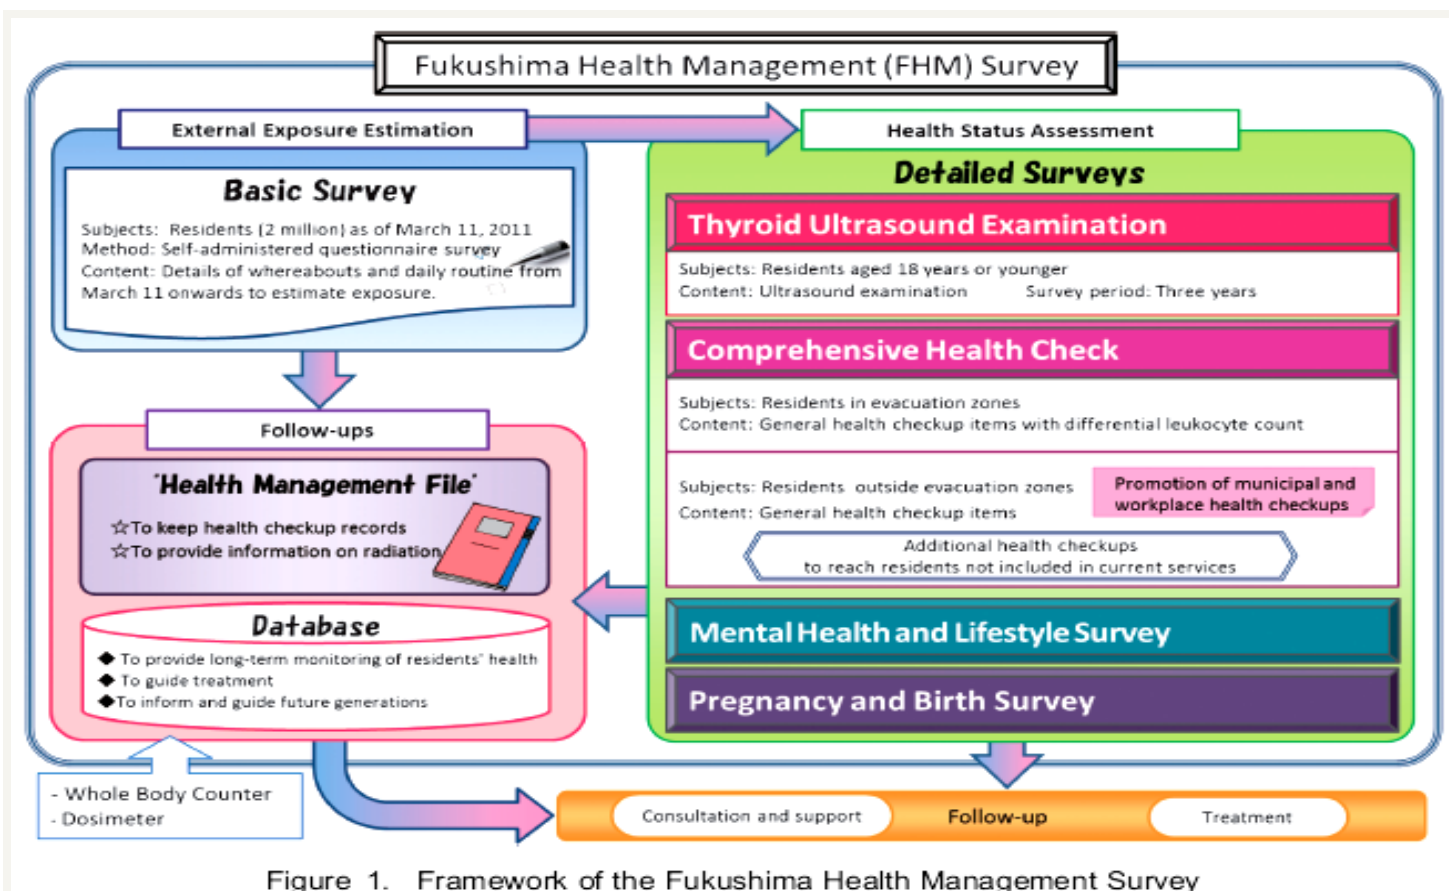 Fukushima Health Management (FHM) Survey
External Exposure Estimation
Basic Survey
Subjects: Residents (2 million) as of March 11, 2011
Method: Self-administered questionnaire survey
Content: Details of whereabouts and daily routine from
March 11 onwards to estimate exposure.
Follow-ups
"Health Management File"
☆To keep health checkup records
☆To provide information on radiation
Database
◆ To provide long-term monitoring of residents' health
◆ To guide treatment
◆To inform and guide future generations
- Whole Body Counter
- Dosimeter
Health Status Assessment
Detailed Surveys
Thyroid Ultrasound Examination
Subjects: Residents aged 18 years or younger
Content: Ultrasound examination Survey period: Three years
Comprehensive Health Check
Subjects: Residents in evacuation zones
Content: General health checkup items with differential leukocyte count
Subjects: Residents outside evacuation zones
Content: General health checkup items
Promotion of municipal and
workplace health checkups
Additional health checkups
to reach residents not included in current services
Mental Health and Lifestyle Survey
Pregnancy and Birth Survey
Consultation and support
Follow-up
Treatment
Figure 1. Framework of the Fukushima Health Management Survey